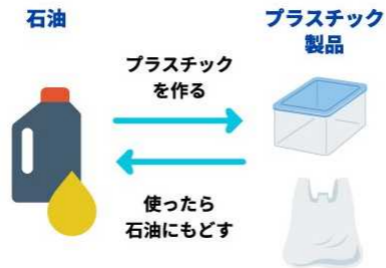 石油
プラスチック
製品
プラスチック
を作る
使ったら
石油にもどす